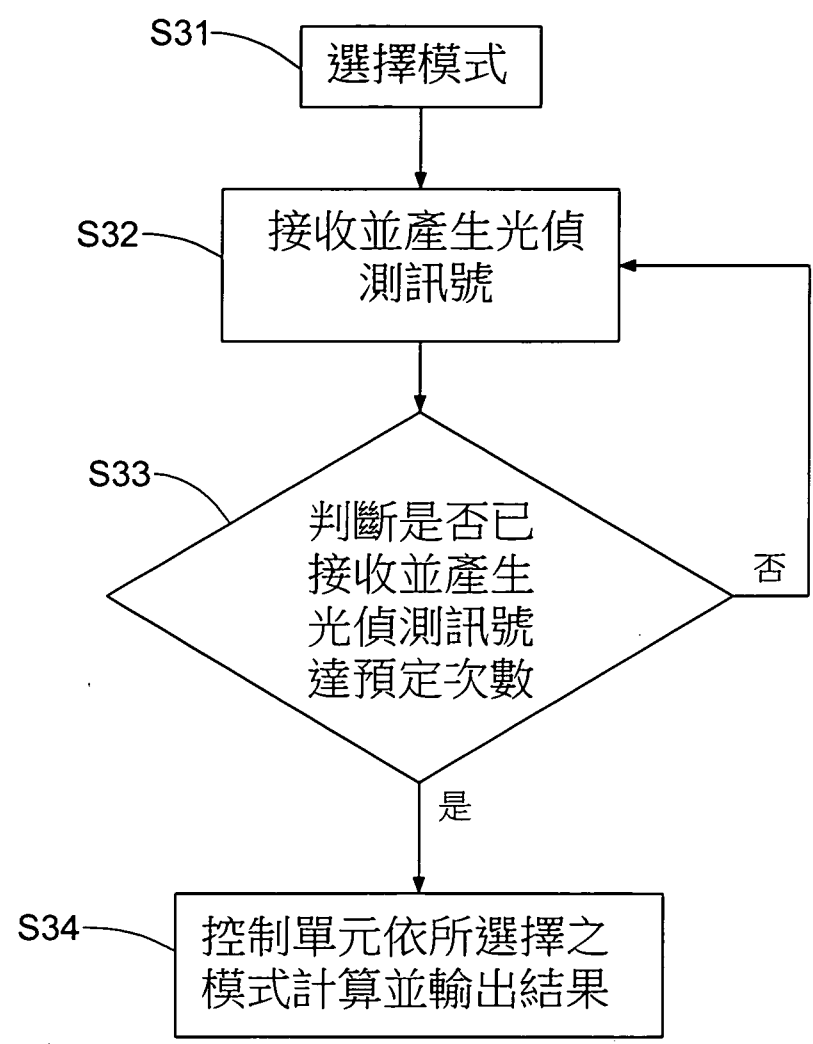 S31
選擇模式
S32
接收並產生光偵
測訊號
S33
判斷是否已
接收並產生
光偵測訊號
達預定次數
否
是
S34
控制單元依所選擇之
模式計算並輸出結果